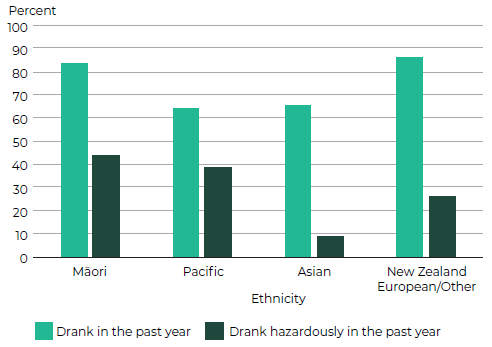 Percent
100
90
80
70
60
50
40
30
20
10
0
Māori Pacific Asian New Zealand
European/Other
Ethnicity
Drank in the past year Drank hazardously in the past year